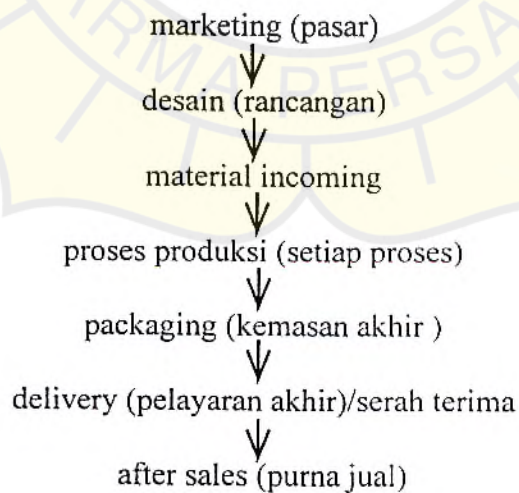 marketing (pasar)
desain (rancangan)
material incoming
proses produksi (setiap proses)
packaging (kemasan akhir )
delivery (pelayaran akhir)/serah terima
after sales (purna jual)